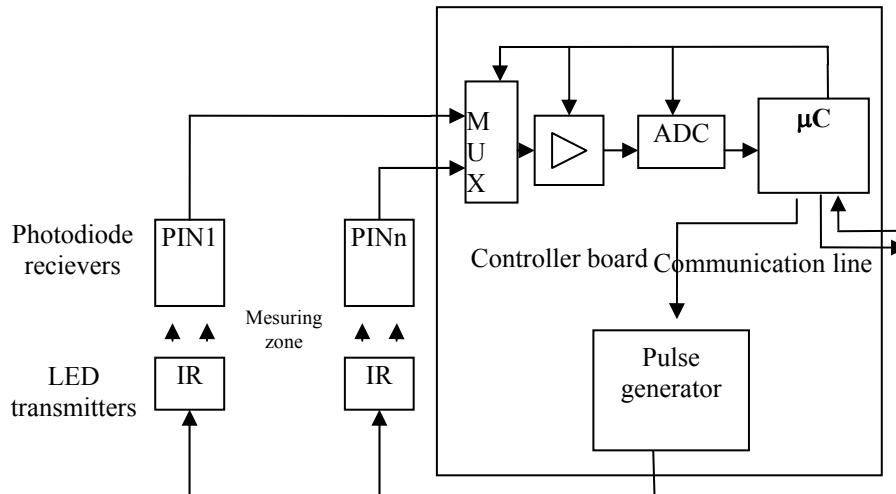 M
U
X
ADC
μC
Photodiode
recievers
PIN1
PINn
Controller board
Communication line
Mesuring
zone
LED
transmitters
IR
IR
Pulse
generator